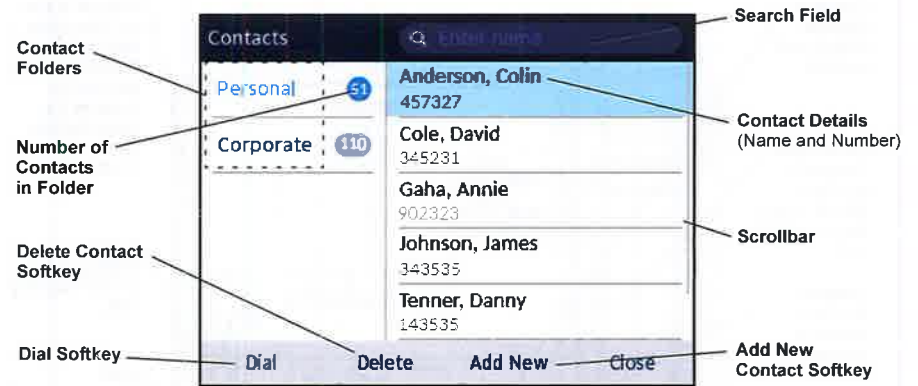 Search Field
Contacts
Enter name
Contact
Folders
Personal
51
Anderson, Colin
457327
Contact Details
(Name and Number)
Number of
Contacts
in Folder
Corporate
110
Cole, David
345231
Gaha, Annie
902323
Scrollbar
Johnson, James
343535
Delete Contact
Softkey
Tenner, Danny
143535
Dial Softkey
Dial
Delete
Add New
Close
Add New
Contact Softkey